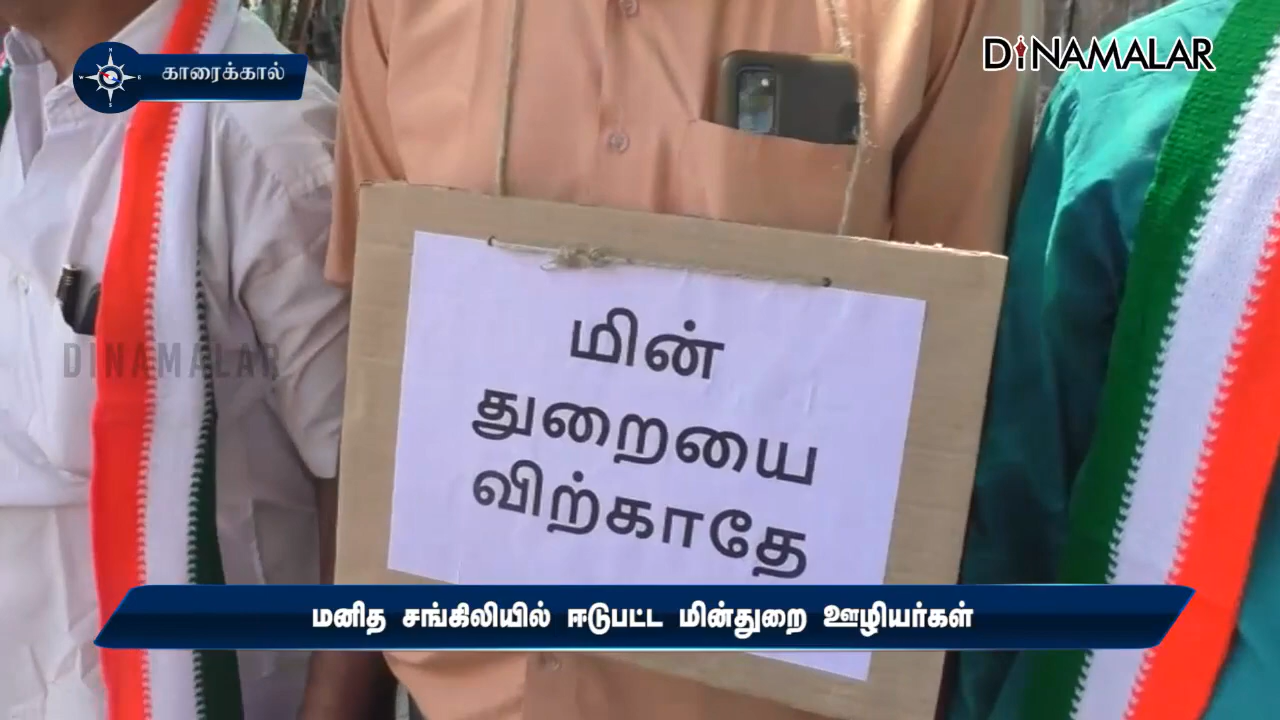 காரைக்கால்
DINAMALAR
DINAMALAR
மின்
துறையை
விற்காதே
மனித சங்கிலியில் ஈடுபட்ட மின்துறை ஊழியர்கள்